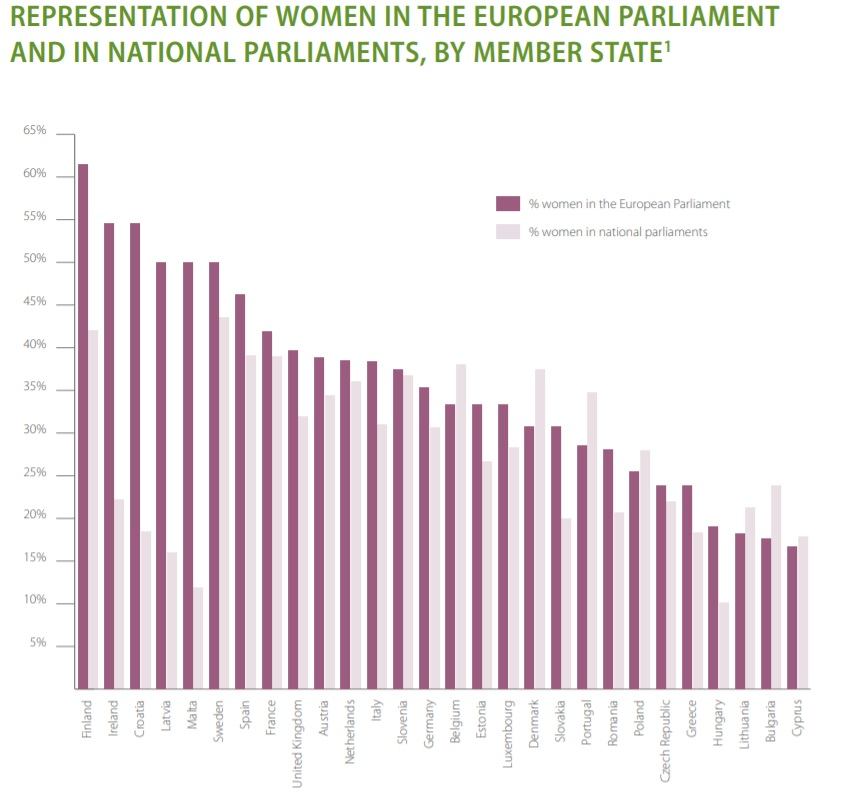 REPRESENTATION OF WOMEN IN THE EUROPEAN PARLIAMENT
AND IN NATIONAL PARLIAMENTS, BY MEMBER STATE¹
65%
60%
55%
50%
45%
40%
35%
30%
25%
20%
15%
10%
5%
% women in the European Parliament
% women in national parliaments
Finland
Ireland
Croatia
Latvia
Malta
Sweden
Spain
France
United Kingdom
Austria
Netherlands
Italy
Slovenia
Germany
Belgium
Estonia
Luxembourg
Denmark
Slovakia
Portugal
Romania
Poland
Czech Republic
Greece
Hungary
Lithuania
Bulgaria
Cyprus